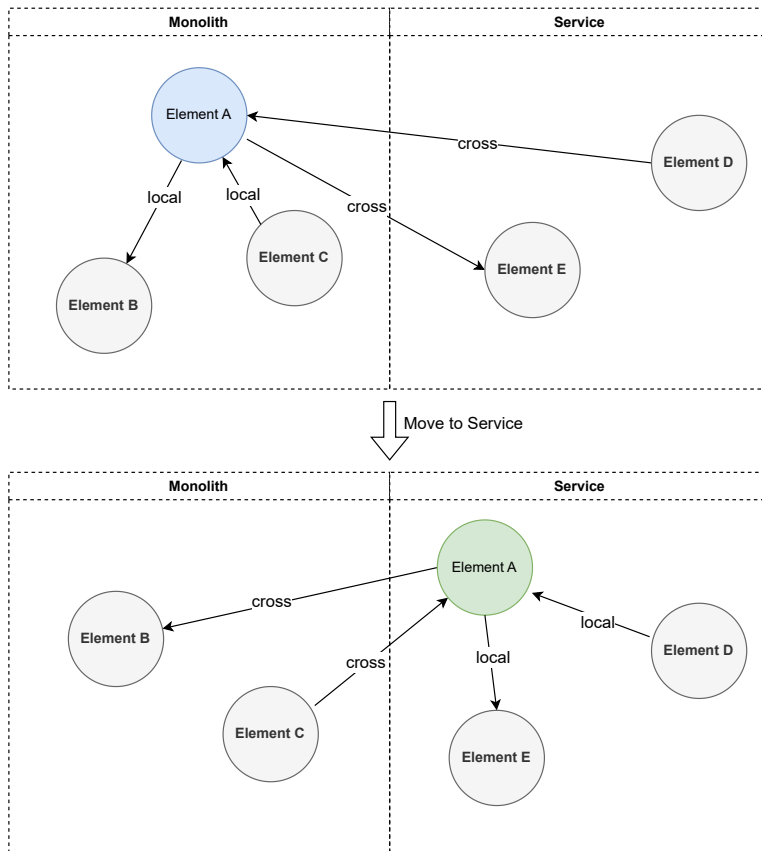 Monolith
Service
Element A
cross
Element D
local
local
cross
Element C
Element E
Element B
Move to Service
Monolith
Service
Element A
cross
local
Element B
Element D
cross
local
Element C
Element E